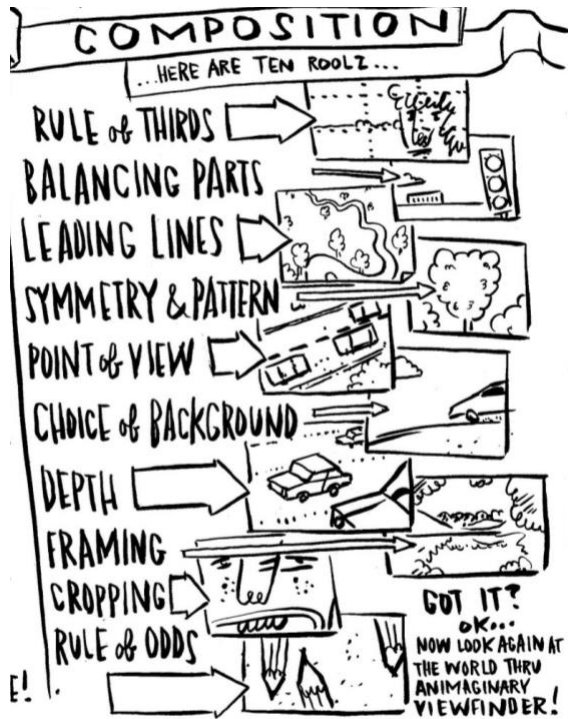 COMPOSITION
...HERE ARE TEN ROOLZ...
RULE of THIRDS
BALANCING PARTS
LEADING LINES
SYMMETRY & PATTERN
POINT of VIEW
CHOICE of BACKGROUND
DEPTH
FRAMING
CROPPING
RULE of ODDS
GOT IT?
OK...
NOW LOOK AGAIN AT
THE WORLD THRU
ANIMAGINARY
VIEWFINDER!
E!